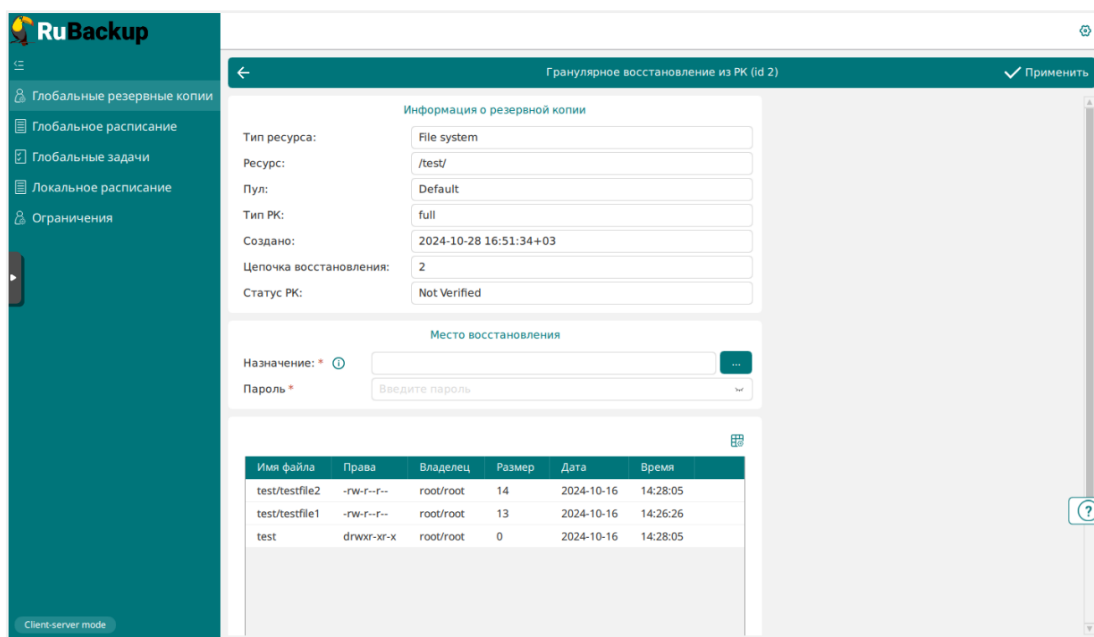 RuBackup
Гранулярное восстановление из РК (id 2)
Применить
Глобальные резервные копии
Глобальное расписание
Глобальные задачи
Локальное расписание
Ограничения
Client-server mode
Информация о резервной копии
Тип ресурса: File system
Ресурс: /test/
Пул: Default
Тип РК: full
Создано: 2024-10-28 16:51:34+03
Цепочка восстановления: 2
Статус РК: Not Verified
Место восстановления
Назначение: * ...
Пароль * Введите пароль
Имя файла Права Владелец Размер Дата Время
test/testfile2 -rw-r--r-- root/root 14 2024-10-16 14:28:05
test/testfile1 -rw-r--r-- root/root 13 2024-10-16 14:26:26
test drwxr-xr-x root/root 0 2024-10-16 14:28:05